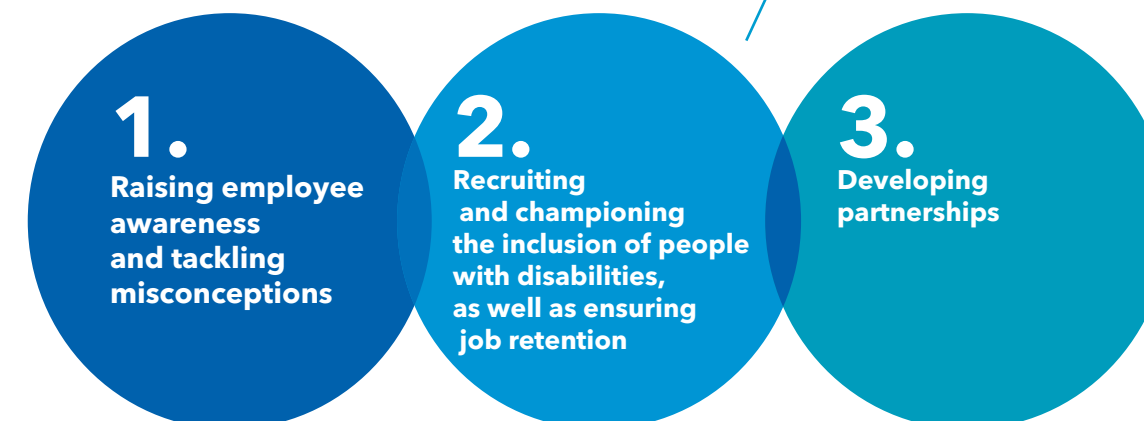 1.
Raising employee
awareness
and tackling
misconceptions
2.
Recruiting
and championing
the inclusion of people
with disabilities,
as well as ensuring
job retention
3.
Developing
partnerships